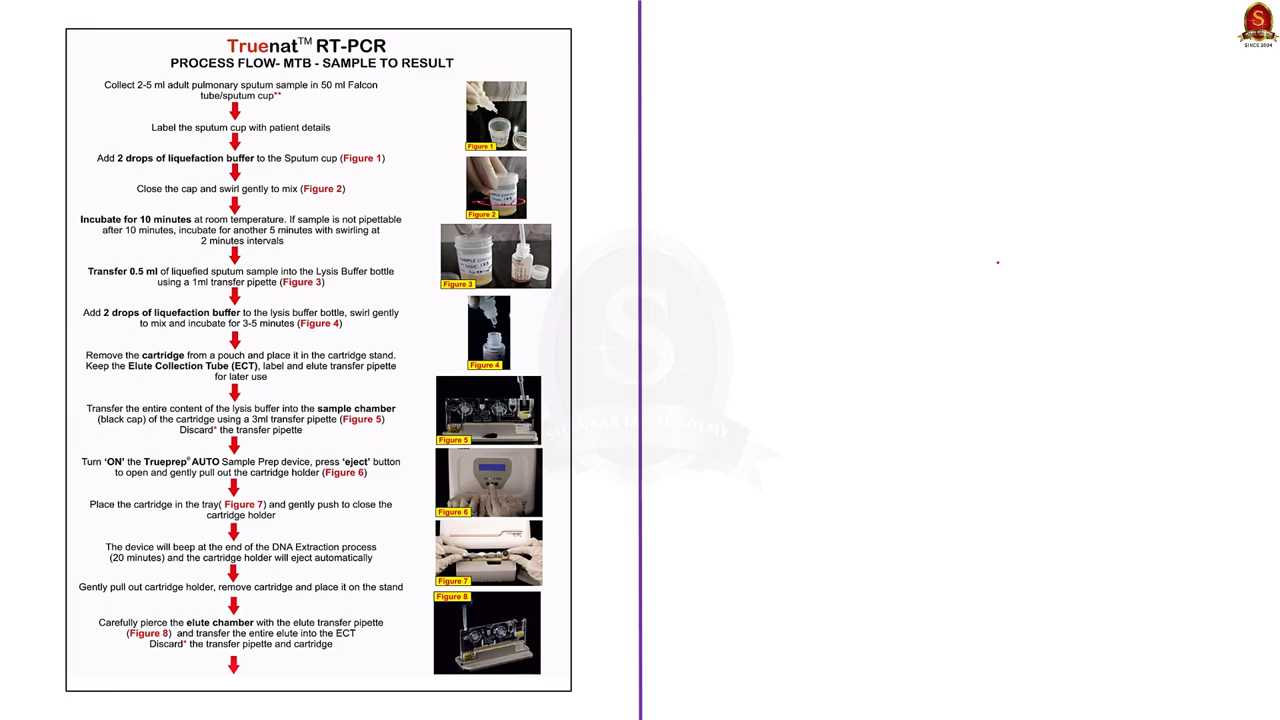 Truenat™ RT-PCR
PROCESS FLOW- MTB - SAMPLE TO RESULT
Collect 2-5 ml adult pulmonary sputum sample in 50 ml Falcon
tube/sputum cup**
Label the sputum cup with patient details
Add 2 drops of liquefaction buffer to the Sputum cup (Figure 1)
Close the cap and swirl gently to mix (Figure 2)
Incubate for 10 minutes at room temperature. If sample is not pipettable
after 10 minutes, incubate for another 5 minutes with swirling at
2 minutes intervals
Transfer 0.5 ml of liquefied sputum sample into the Lysis Buffer bottle
using a 1ml transfer pipette (Figure 3)
Add 2 drops of liquefaction buffer to the lysis buffer bottle, swirl gently
to mix and incubate for 3-5 minutes (Figure 4)
Remove the cartridge from a pouch and place it in the cartridge stand.
Keep the Elute Collection Tube (ECT), label and elute transfer pipette
for later use
Transfer the entire content of the lysis buffer into the sample chamber
(black cap) of the cartridge using a 3ml transfer pipette (Figure 5)
Discard* the transfer pipette
Turn ‘ON’ the Trueprep® AUTO Sample Prep device, press ‘eject’ button
to open and gently pull out the cartridge holder (Figure 6)
Place the cartridge in the tray( Figure 7) and gently push to close the
cartridge holder
The device will beep at the end of the DNA Extraction process
(20 minutes) and the cartridge holder will eject automatically
Gently pull out cartridge holder, remove cartridge and place it on the stand
Carefully pierce the elute chamber with the elute transfer pipette
(Figure 8) and transfer the entire elute into the ECT
Discard* the transfer pipette and cartridge
Figure 1
Figure 2
Figure 3
Figure 4
Figure 5
Figure 6
Figure 7
Figure 8
S
SHANKAR IAS ACADEMY
S
SINCE 2004